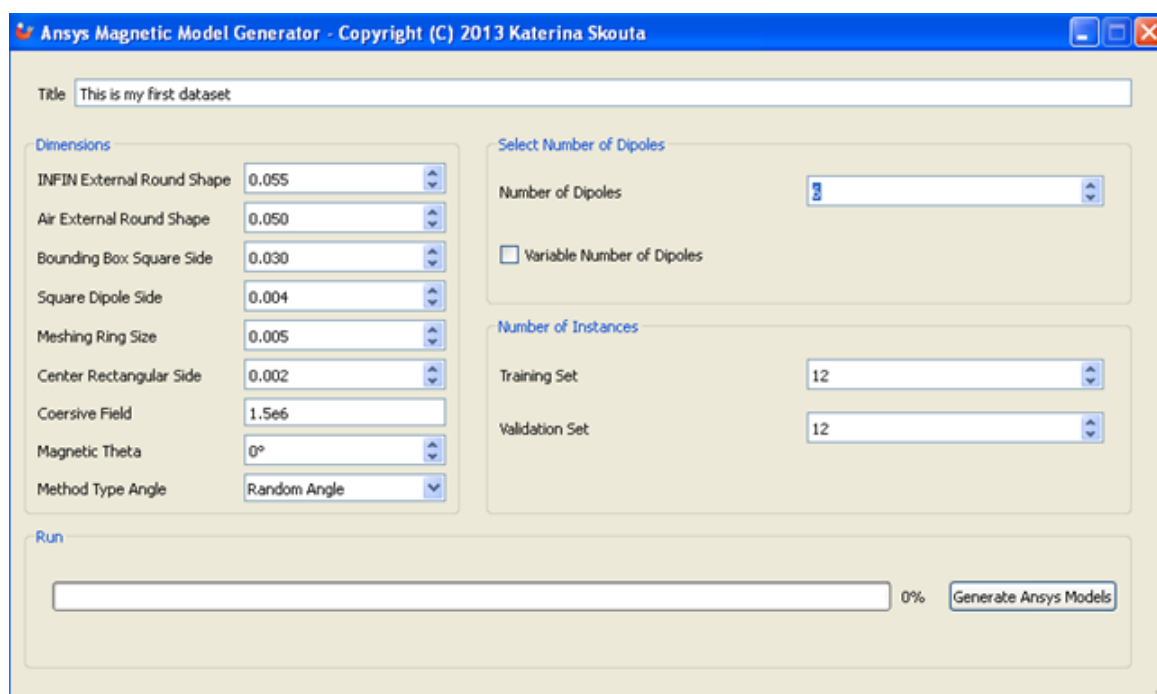 Ansys Magnetic Model Generator - Copyright (C) 2013 Katerina Skouta
Title This is my first dataset
Dimensions
INFIN External Round Shape 0.055
Air External Round Shape 0.050
Bounding Box Square Side 0.030
Square Dipole Side 0.004
Meshing Ring Size 0.005
Center Rectangular Side 0.002
Coersive Field 1.5e6
Magnetic Theta 0°
Method Type Angle Random Angle
Select Number of Dipoles
Number of Dipoles
Variable Number of Dipoles
Number of Instances
Training Set 12
Validation Set 12
Run
0% Generate Ansys Models